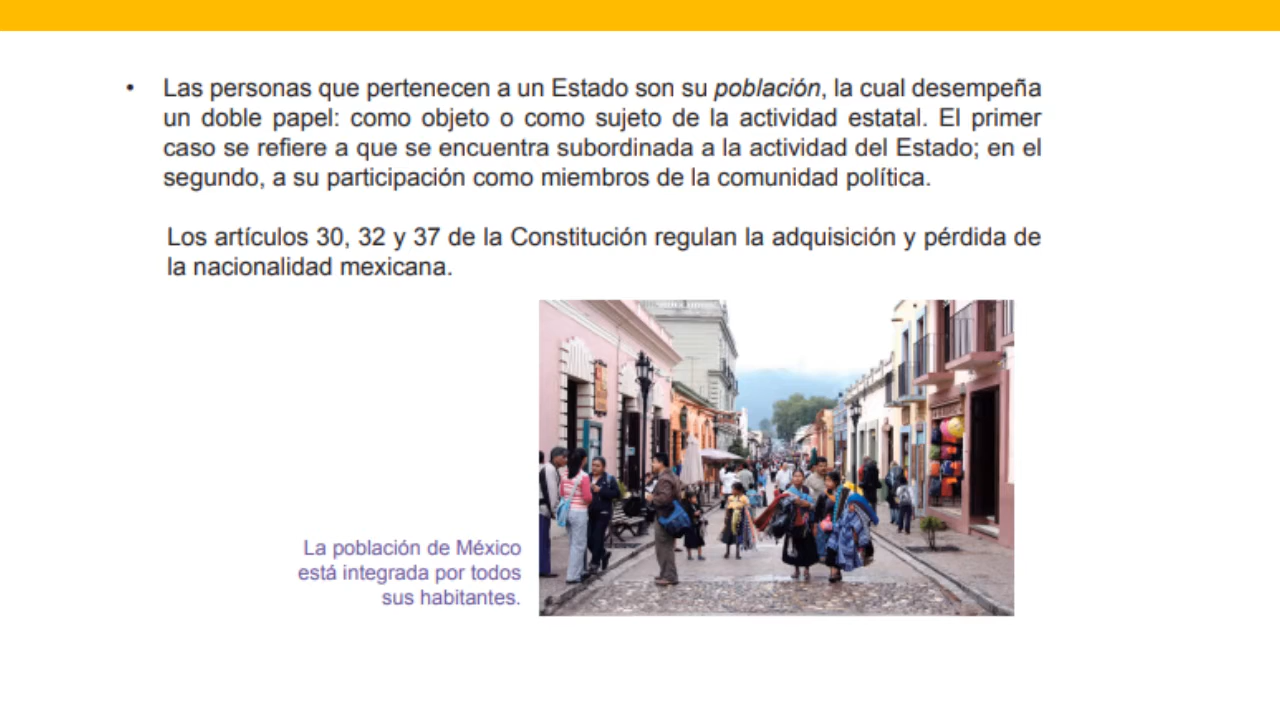 • Las personas que pertenecen a un Estado son su población, la cual desempeña
un doble papel: como objeto o como sujeto de la actividad estatal. El primer
caso se refiere a que se encuentra subordinada a la actividad del Estado; en el
segundo, a su participación como miembros de la comunidad política.
Los artículos 30, 32 y 37 de la Constitución regulan la adquisición y pérdida de
la nacionalidad mexicana.
La población de México
está integrada por todos
sus habitantes.